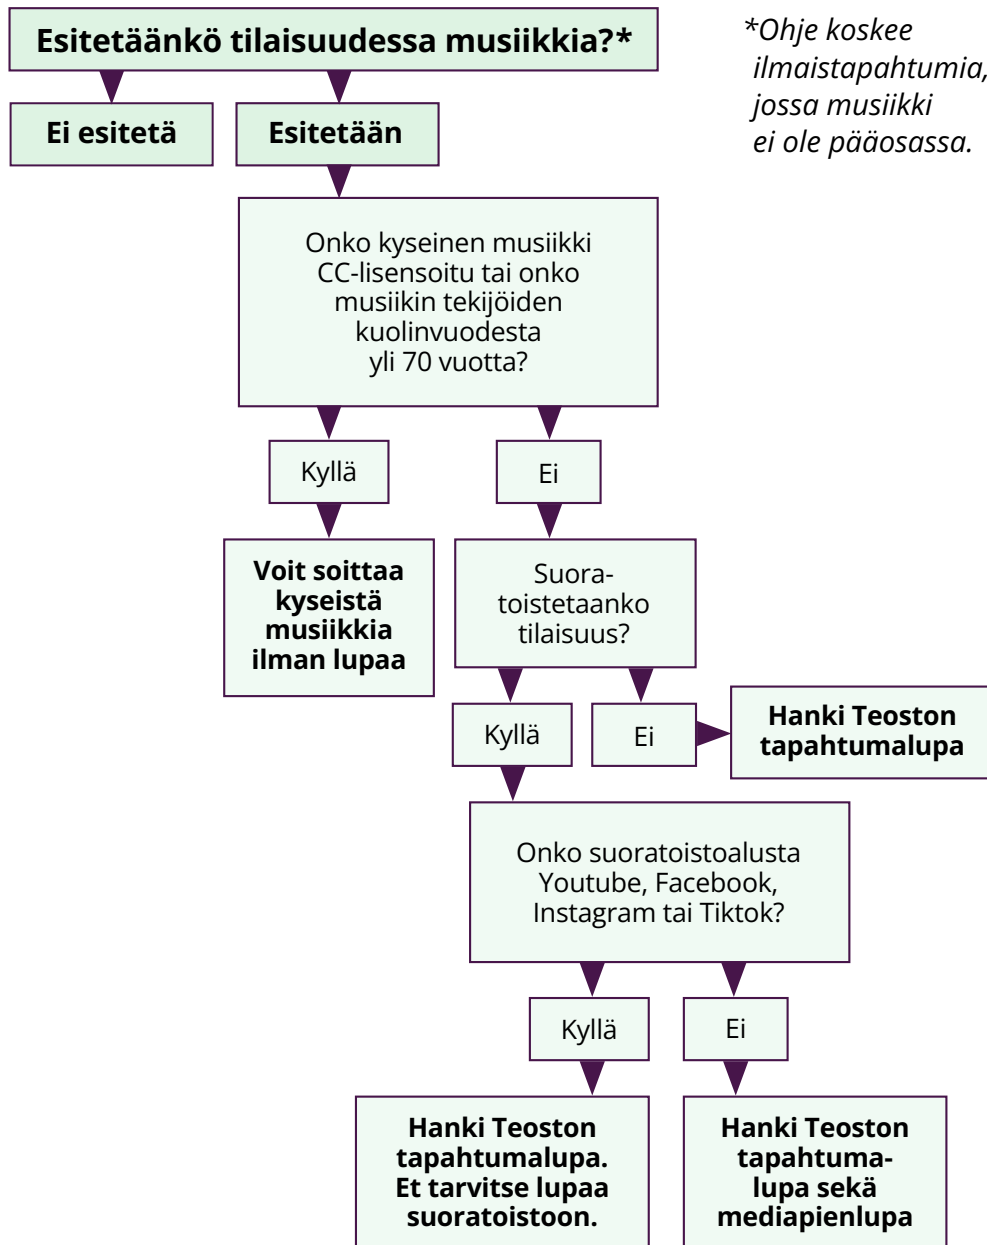 Esitetäänkö tilaisuudessa musiikkia?*
*Ohje koskee
ilmaistapahtumia,
jossa musiikki
ei ole pääosassa.
Ei esitetä
Esitetään
Onko kyseinen musiikki
CC-lisensoitu tai onko
musiikin tekijöiden
kuolinvuodesta
yli 70 vuotta?
Kyllä
Ei
Voit soittaa
kyseistä
musiikkia
ilman lupaa
Suora-
toistetaanko
tilaisuus?
Kyllä
Ei
Hanki Teoston
tapahtumalupa
Onko suoratoistoalusta
Youtube, Facebook,
Instagram tai Tiktok?
Kyllä
Ei
Hanki Teoston
tapahtumalupa.
Et tarvitse lupaa
suoratoistoon.
Hanki Teoston
tapahtuma-
lupa sekä
mediapienlupa